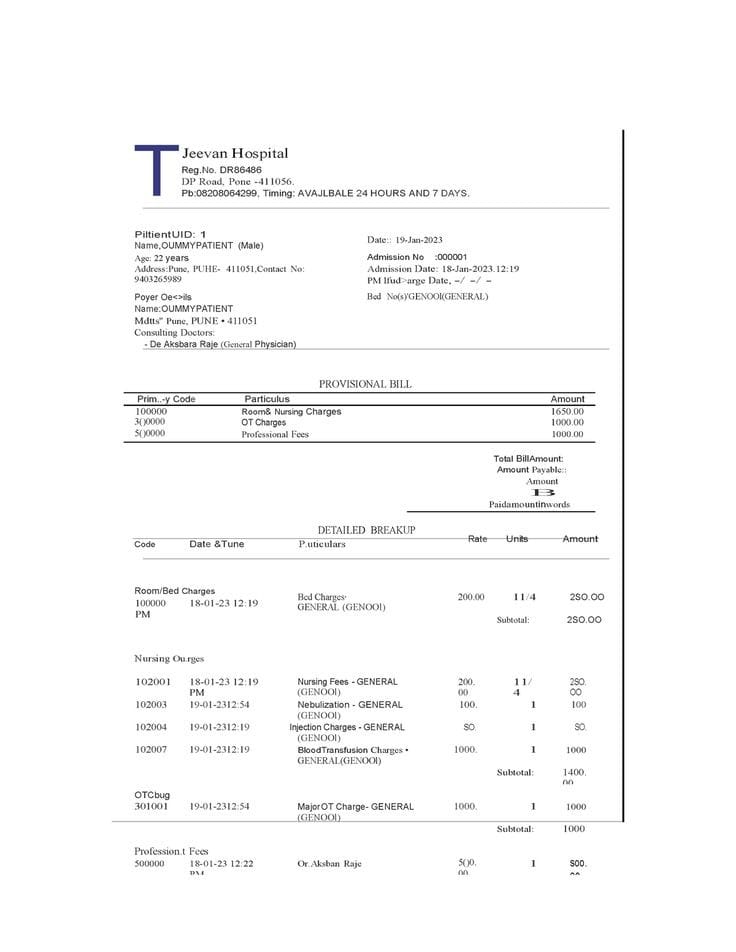 T Jeevan Hospital
Reg.No. DR86486
DP Road, Pone -411056.
Pb:08208064299, Timing: AVAJLBALE 24 HOURS AND 7 DAYS.
PiltientUID: 1
Name,OUMMYPATIENT (Male)
Age: 22 years
Address:Pune, PUHE- 411051,Contact No:
9403265989
Date:: 19-Jan-2023
Admission No :000001
Admission Date: 18-Jan-2023.12:19
PM lfud>arge Date, -/ -/ -
Bed No(s)'GENOOl(GENERAL)
Poyer Oe<>ils
Name:OUMMYPATIENT
Mdtts" Pune, PUNE • 411051
Consulting Doctors:
- De Aksbara Raje (General Physician)
PROVISIONAL BILL
Prim..-y Code Particulus Amount
100000 Room& Nursing Charges 1650.00
3()0000 OT Charges 1000.00
5()0000 Professional Fees 1000.00
Total BillAmount:
Amount Payable::
Amount
B
Paidamountinwords
DETAILED BREAKUP
Code Date &Tune P.uticulars Rate Units Amount
Room/Bed Charges
100000 18-01-23 12:19 Bed Charges· 200.00 11/4 2SO.OO
PM GENERAL (GENOOl)
Subtotal: 2SO.OO
Nursing Ou.rges
102001 18-01-23 12:19 Nursing Fees - GENERAL 200. 11/ 2SO.
PM (GENOOl) 00 4 OO
102003 19-01-2312:54 Nebulization - GENERAL 100. 1 100
(GENOOl)
102004 19-01-2312:19 Injection Charges - GENERAL SO. 1 SO.
(GENOOl)
102007 19-01-2312:19 BloodTransfusion Charges • 1000. 1 1000
GENERAL(GENOOl)
Subtotal: 1400.
00
OTCbug
301001 19-01-2312:54 MajorOT Charge- GENERAL 1000. 1 1000
(GENOOl)
Subtotal: 1000
Profession.t Fees
500000 18-01-23 12:22 Or.Aksban Raje 5()0. 1 S00.
PM 00 00